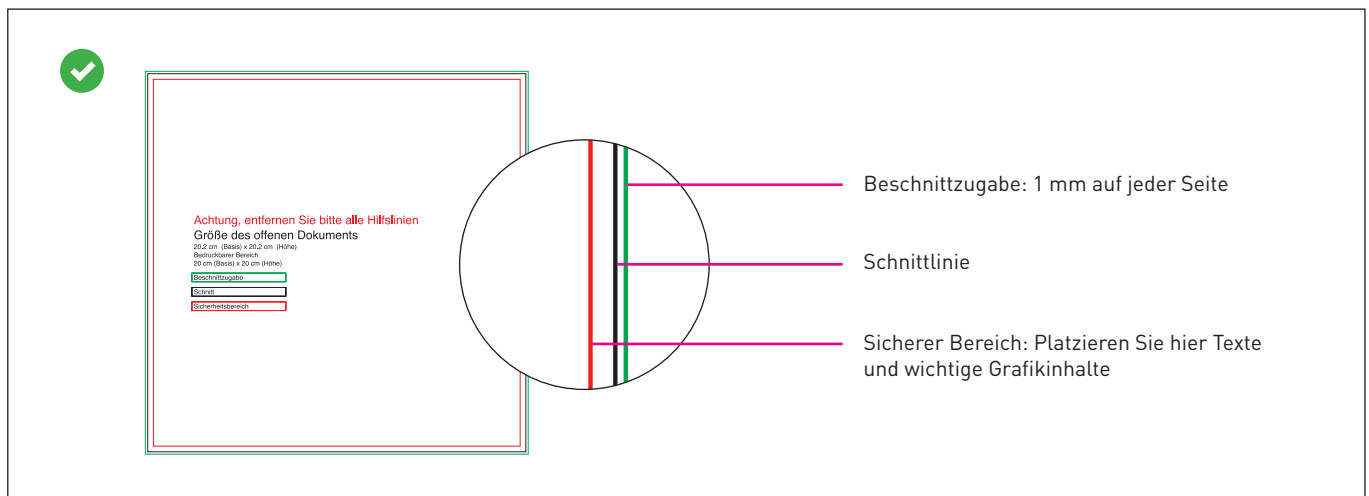 Achtung, entfernen Sie bitte alle Hilfslinien
Größe des offenen Dokuments
20.2 cm (Basis) x 20.2 cm (Höhe)
Bedruckbarer Bereich
20 cm (Basis) x 20 cm (Höhe)
Beschnittzugabe
Schnitt
Sicherheitsbereich
Beschnittzugabe: 1 mm auf jeder Seite
Schnittlinie
Sicherer Bereich: Platzieren Sie hier Texte
und wichtige Grafikinhalte